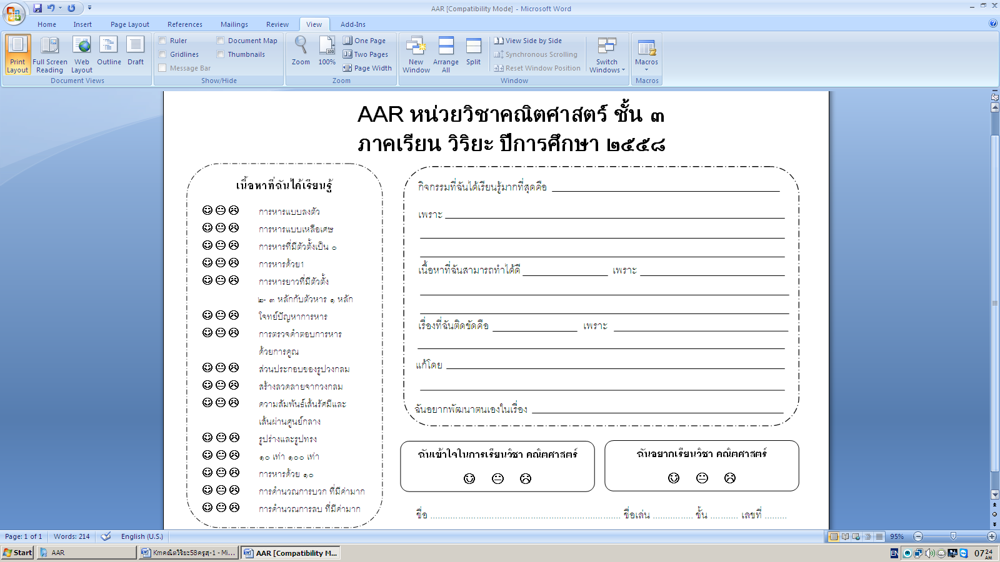 AAR [Compatibility Mode] - Microsoft Word
Home Insert Page Layout References Mailings Review View Add-Ins
Print Layout
Full Screen Reading
Web Layout
Outline
Draft
Document Views
Ruler
Gridlines
Message Bar
Document Map
Thumbnails
Show/Hide
Zoom
100%
One Page
Two Pages
Page Width
Zoom
New Window
Arrange All
Split
View Side by Side
Synchronous Scrolling
Reset Window Position
Switch Windows
Window
Macros
Macros
AAR หน่วยวิชาคณิตศาสตร์ ชั้น ๓
ภาคเรียน วิริยะ ปีการศึกษา ๒๕๕๘
เนื้อหาที่ฉันได้เรียนรู้
การหารแบบลงตัว
การหารแบบเหลือเศษ
การหารที่มีตัวตั้งเป็น ๐
การหารด้วย1
การหารยาวที่มีตัวตั้ง
๒- ๓ หลักกับตัวหาร ๑ หลัก
โจทย์ปัญหาการหาร
การตรวจคำตอบการหาร
ด้วยการคูณ
ส่วนประกอบของรูปวงกลม
สร้างลวดลายจากวงกลม
ความสัมพันธ์เส้นรัศมีและ
เส้นผ่านศูนย์กลาง
รูปร่างและรูปทรง
๑๐ เท่า ๑๐๐ เท่า
การหารด้วย ๑๐
การคำนวณการบวก ที่มีค่ามาก
การคำนวณการลบ ที่มีค่ามาก
กิจกรรมที่ฉันได้เรียนรู้มากที่สุดคือ
เพราะ
เนื้อหาที่ฉันสามารถทำได้ดี เพราะ
เรื่องที่ฉันติดขัดคือ เพราะ
แก้โดย
ฉันอยากพัฒนาตนเองในเรื่อง
ฉันเข้าใจในการเรียนวิชา คณิตศาสตร์
ฉันอยากเรียนวิชา คณิตศาสตร์
ชื่อ ................ ชื่อเล่น ................ ชั้น ........... เลขที่ .........
Page: 1 of 1 Words: 214 English (U.S.) 95%
Start AAR Kmคณิตวิริยะ58ครูสุ-1 - Mi... AAR [Compatibility M... EN 07 24 AM